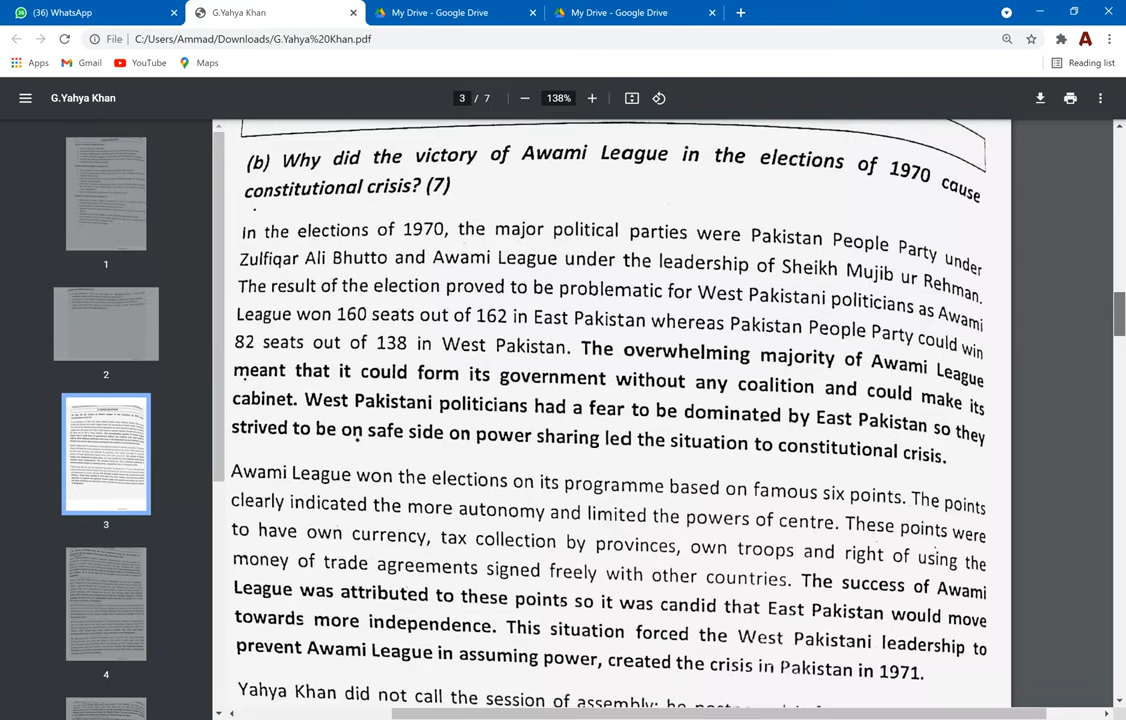 (36) WhatsApp
G.Yahya Khan
My Drive - Google Drive
My Drive - Google Drive
File
C:/Users/Ammad/Downloads/G.Yahya%20Khan.pdf
Apps
Gmail
YouTube
Maps
Reading list
G.Yahya Khan
3 / 7
138%
1
2
3
4
(b) Why did the victory of Awami League in the elections of 1970 cause
constitutional crisis? (7)
In the elections of 1970, the major political parties were Pakistan People Party under
Zulfiqar Ali Bhutto and Awami League under the leadership of Sheikh Mujib ur Rehman.
The result of the election proved to be problematic for West Pakistani politicians as Awami
League won 160 seats out of 162 in East Pakistan whereas Pakistan People Party could win
82 seats out of 138 in West Pakistan. The overwhelming majority of Awami League
meant that it could form its government without any coalition and could make its
cabinet. West Pakistani politicians had a fear to be dominated by East Pakistan so they
strived to be on safe side on power sharing led the situation to constitutional crisis.
Awami League won the elections on its programme based on famous six points. The points
clearly indicated the more autonomy and limited the powers of centre. These points were
to have own currency, tax collection by provinces, own troops and right of using the
money of trade agreements signed freely with other countries. The success of Awami
League was attributed to these points so it was candid that East Pakistan would move
towards more independence. This situation forced the West Pakistani leadership to
prevent Awami League in assuming power, created the crisis in Pakistan in 1971.
Yahya Khan did not call the session of assembly; he